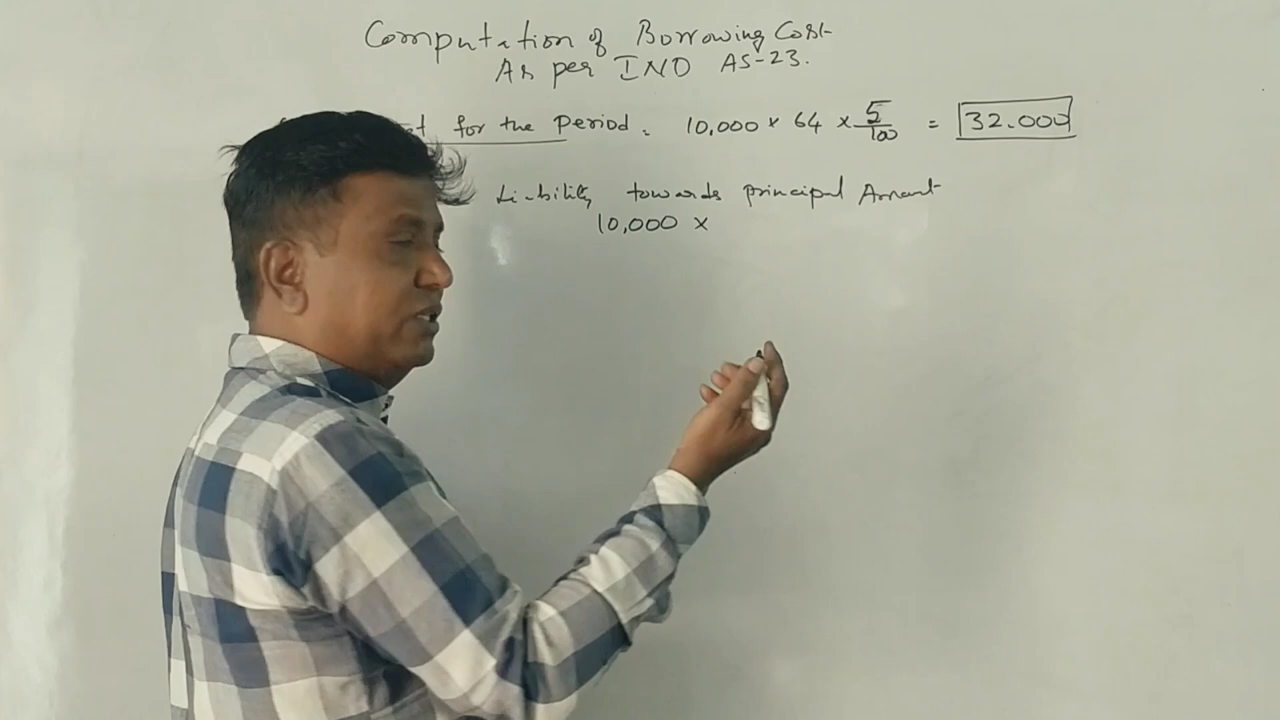 Computation of Borrowing Cost
As per IND AS-23.
for the Period. 10,000 × 64 × 5/100 = 32.000
Liability towards principal Amount
10,000 ×